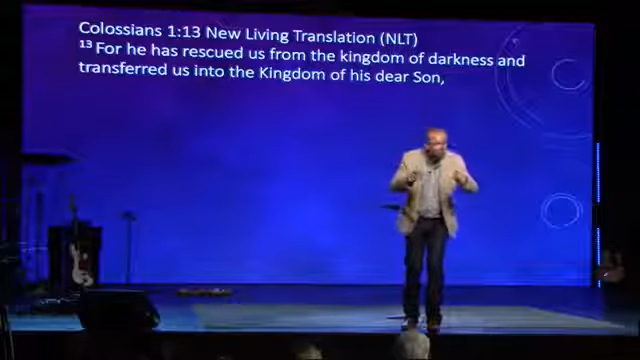 Colossians 1:13 New Living Translation (NLT)
13 For he has rescued us from the kingdom of darkness and
transferred us into the Kingdom of his dear Son,